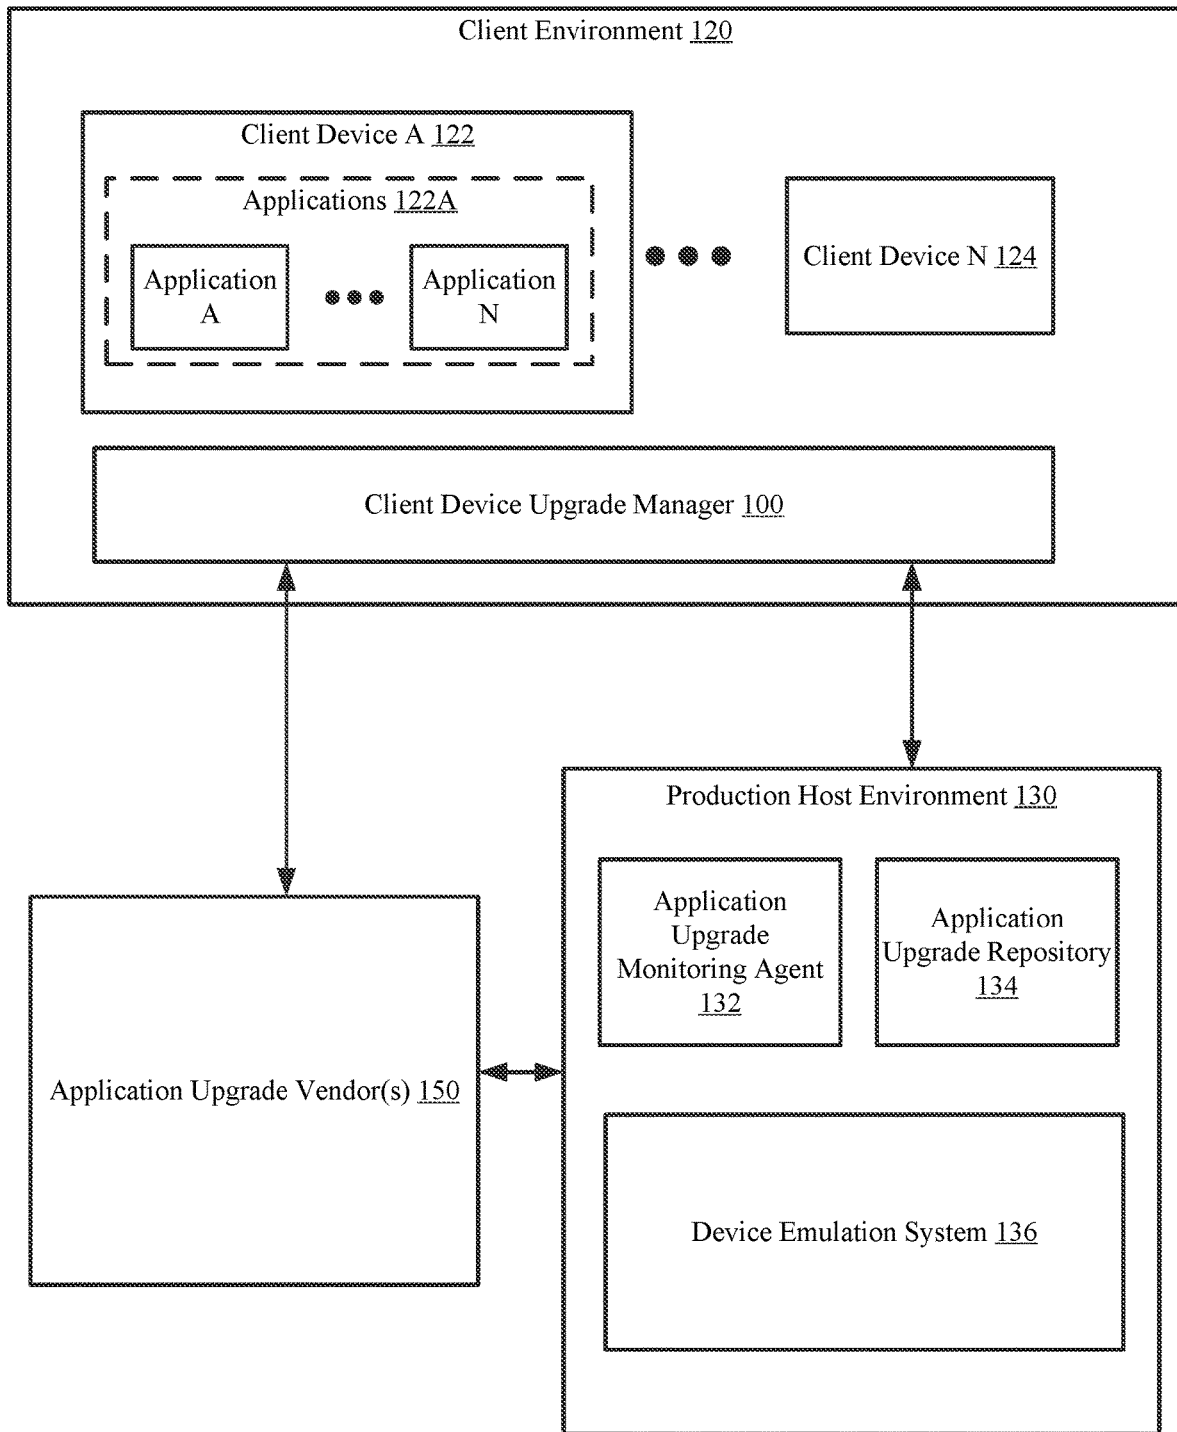 Client Environment 120
Client Device A 122
Applications 122A
Application
A
Application
N
Client Device N 124
Client Device Upgrade Manager 100
Production Host Environment 130
Application
Upgrade
Monitoring Agent
132
Application
Upgrade Repository
134
Application Upgrade Vendor(s) 150
Device Emulation System 136